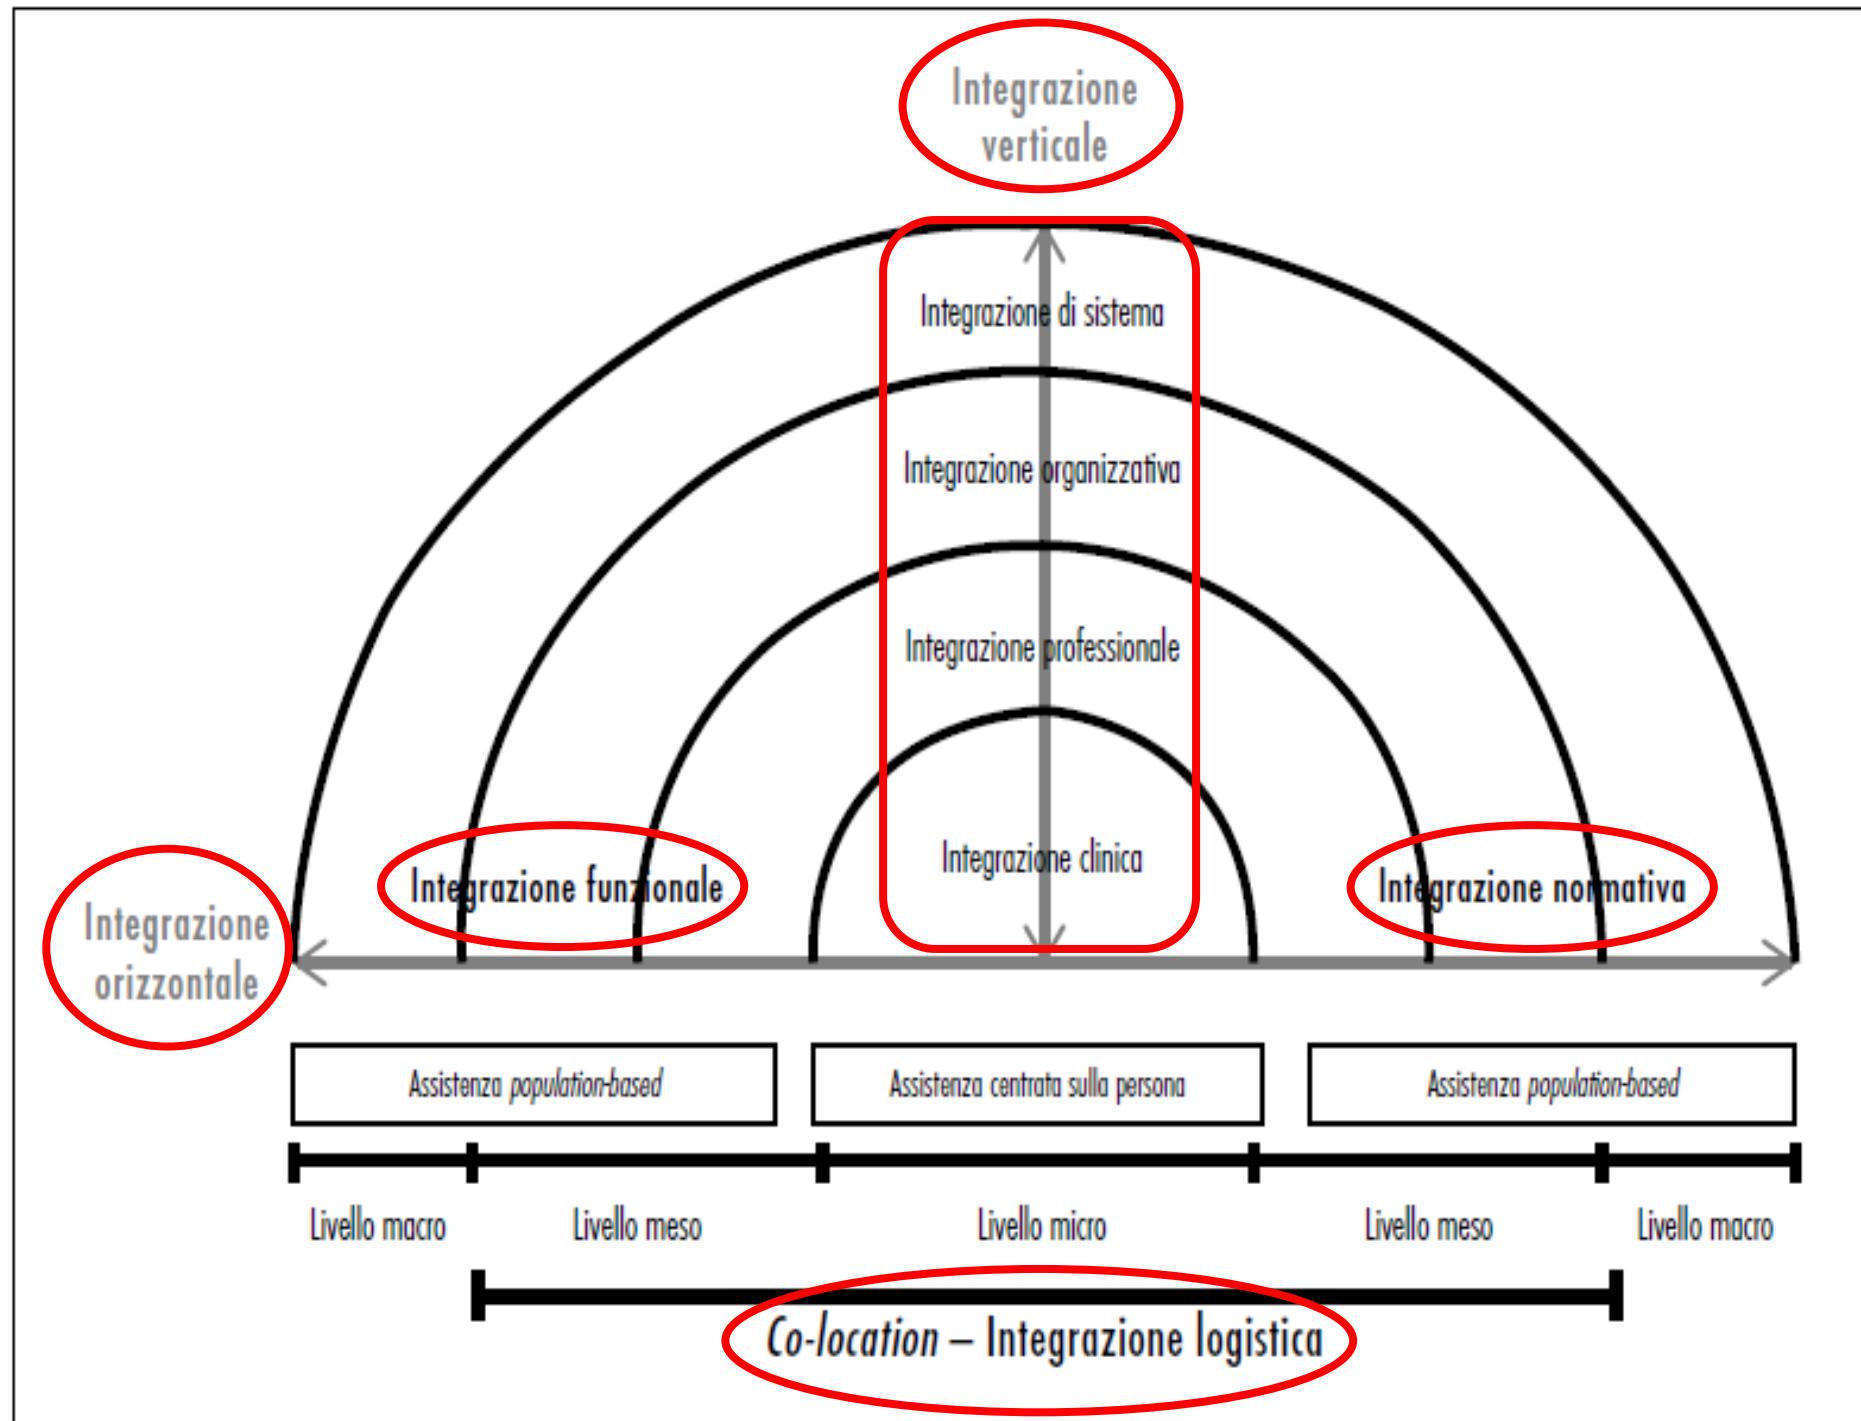 Integrazione
verticale
Integrazione di sistema
Integrazione organizzativa
Integrazione professionale
Integrazione clinica
Integrazione funzionale
Integrazione normativa
Integrazione
orizzontale
Assistenza population-based
Assistenza centrata sulla persona
Assistenza population-based
Livello macro
Livello meso
Livello micro
Livello meso
Livello macro
Co-location – Integrazione logistica